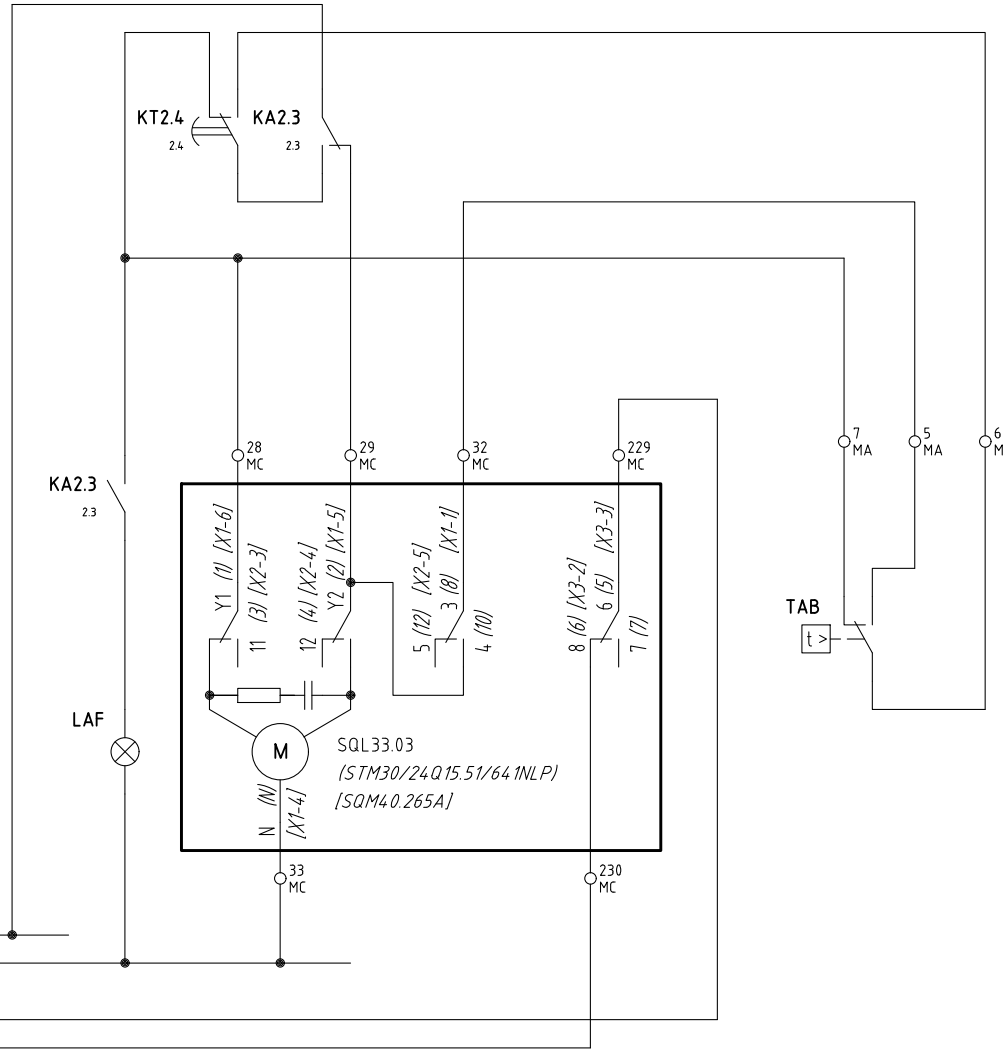 KT2.4
2.4
KA2.3
2.3
28
MC
29
MC
32
MC
229
MC
7
MA
5
MA
6
M
KA2.3
2.3
Y1 (1) [X1-6]
11 (3) [X2-3]
12 (4) [X2-4]
Y2 (2) [X1-5]
5 (12) [X2-5]
3 (8) [X1-1]
4 (10)
8 (6) [X3-2]
6 (5) [X3-3]
7 (7)
TAB
t >
LAF
M
SQL33.03
(STM30/24Q15.51/641NLP)
[SQM40.265A]
N (N)
[X1-4]
33
MC
230
MC